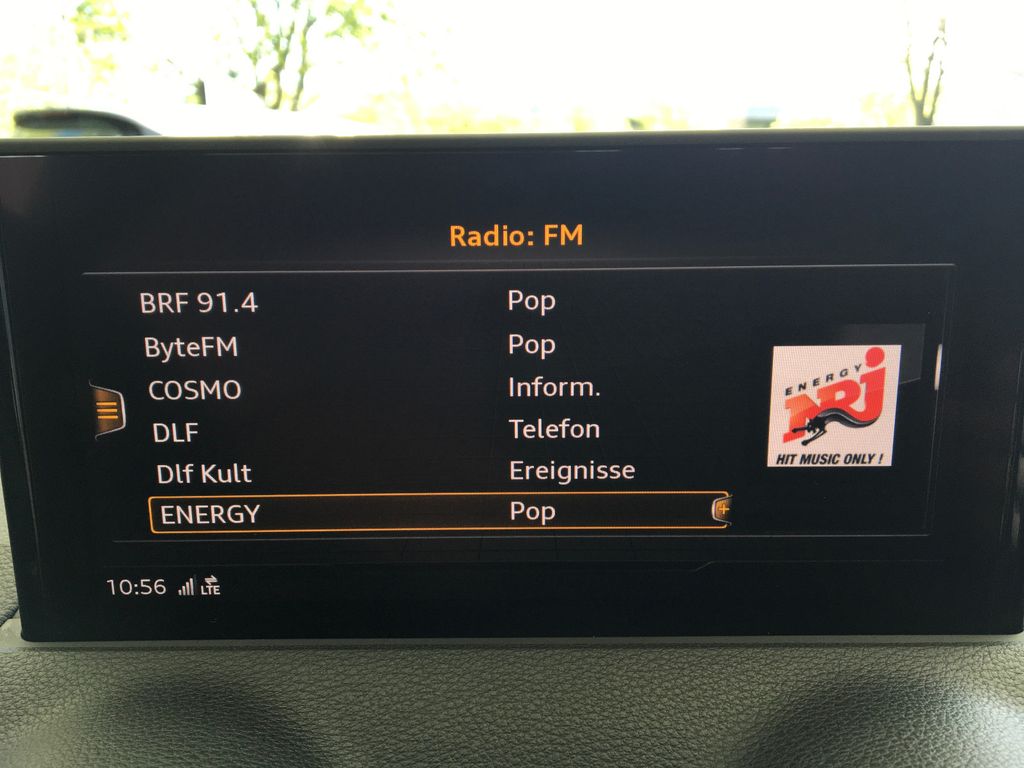 Radio: FM
BRF 91.4 Pop
ByteFM Pop
COSMO Inform.
DLF Telefon
Dlf Kult Ereignisse
ENERGY Pop
ENERGY
NRJ
HIT MUSIC ONLY !
10:56 LTE